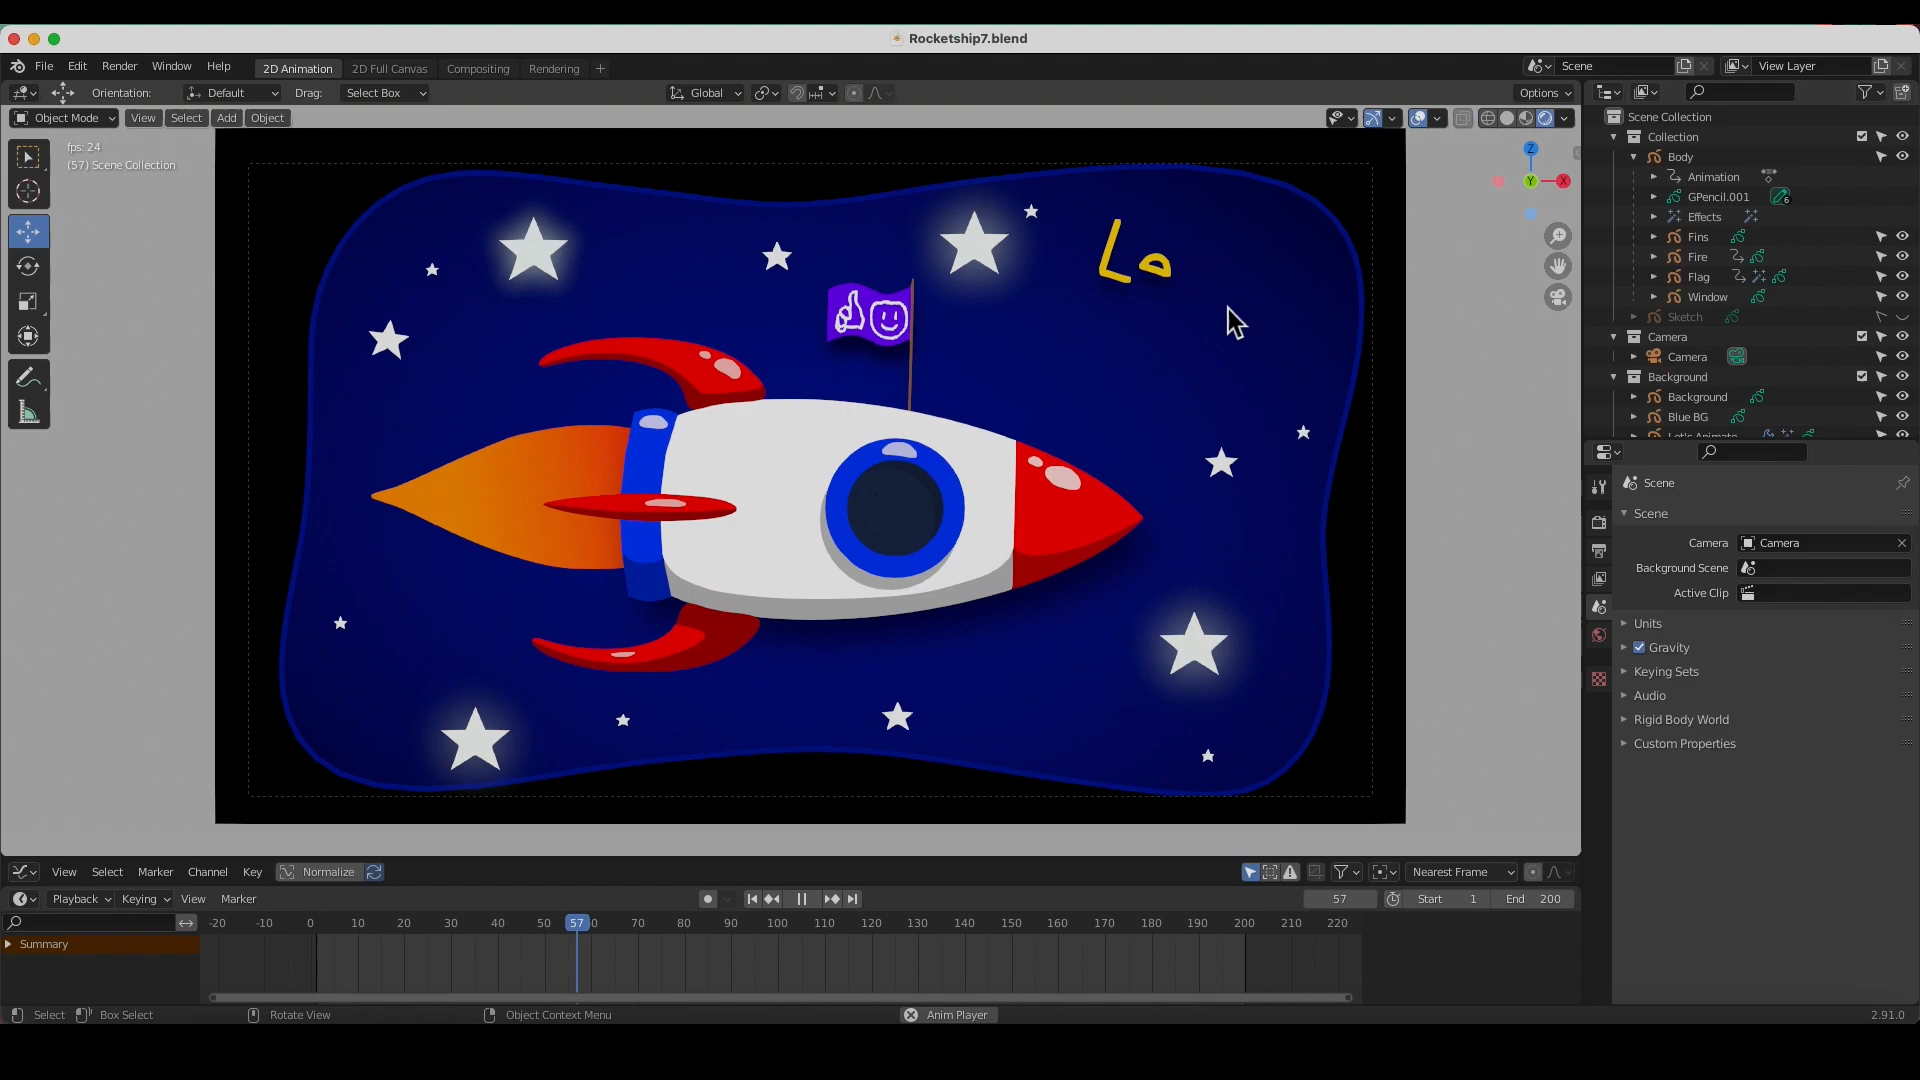 Rocketship7.blend
File Edit Render Window Help 2D Animation 2D Full Canvas Compositing Rendering + Scene View Layer
Orientation: Default Drag: Select Box Global Options
Object Mode View Select Add Object
fps: 24
(57) Scene Collection
Z
Y X
Scene Collection
Collection
Body
Animation
GPencil.001 6
Effects
Fins
Fire
Flag
Window
Sketch
Camera
Camera
Background
Background
Blue BG
Let's Animate
Scene
Scene
Camera Camera
Background Scene
Active Clip
Units
Gravity
Keying Sets
Audio
Rigid Body World
Custom Properties
View Select Marker Channel Key Normalize Nearest Frame
Playback Keying View Marker 57 Start 1 End 200
-20 -10 0 10 20 30 40 50 57 0 70 80 90 100 110 120 130 140 150 160 170 180 190 200 210 220
Summary
Select Box Select Rotate View Object Context Menu Anim Player 2.91.0